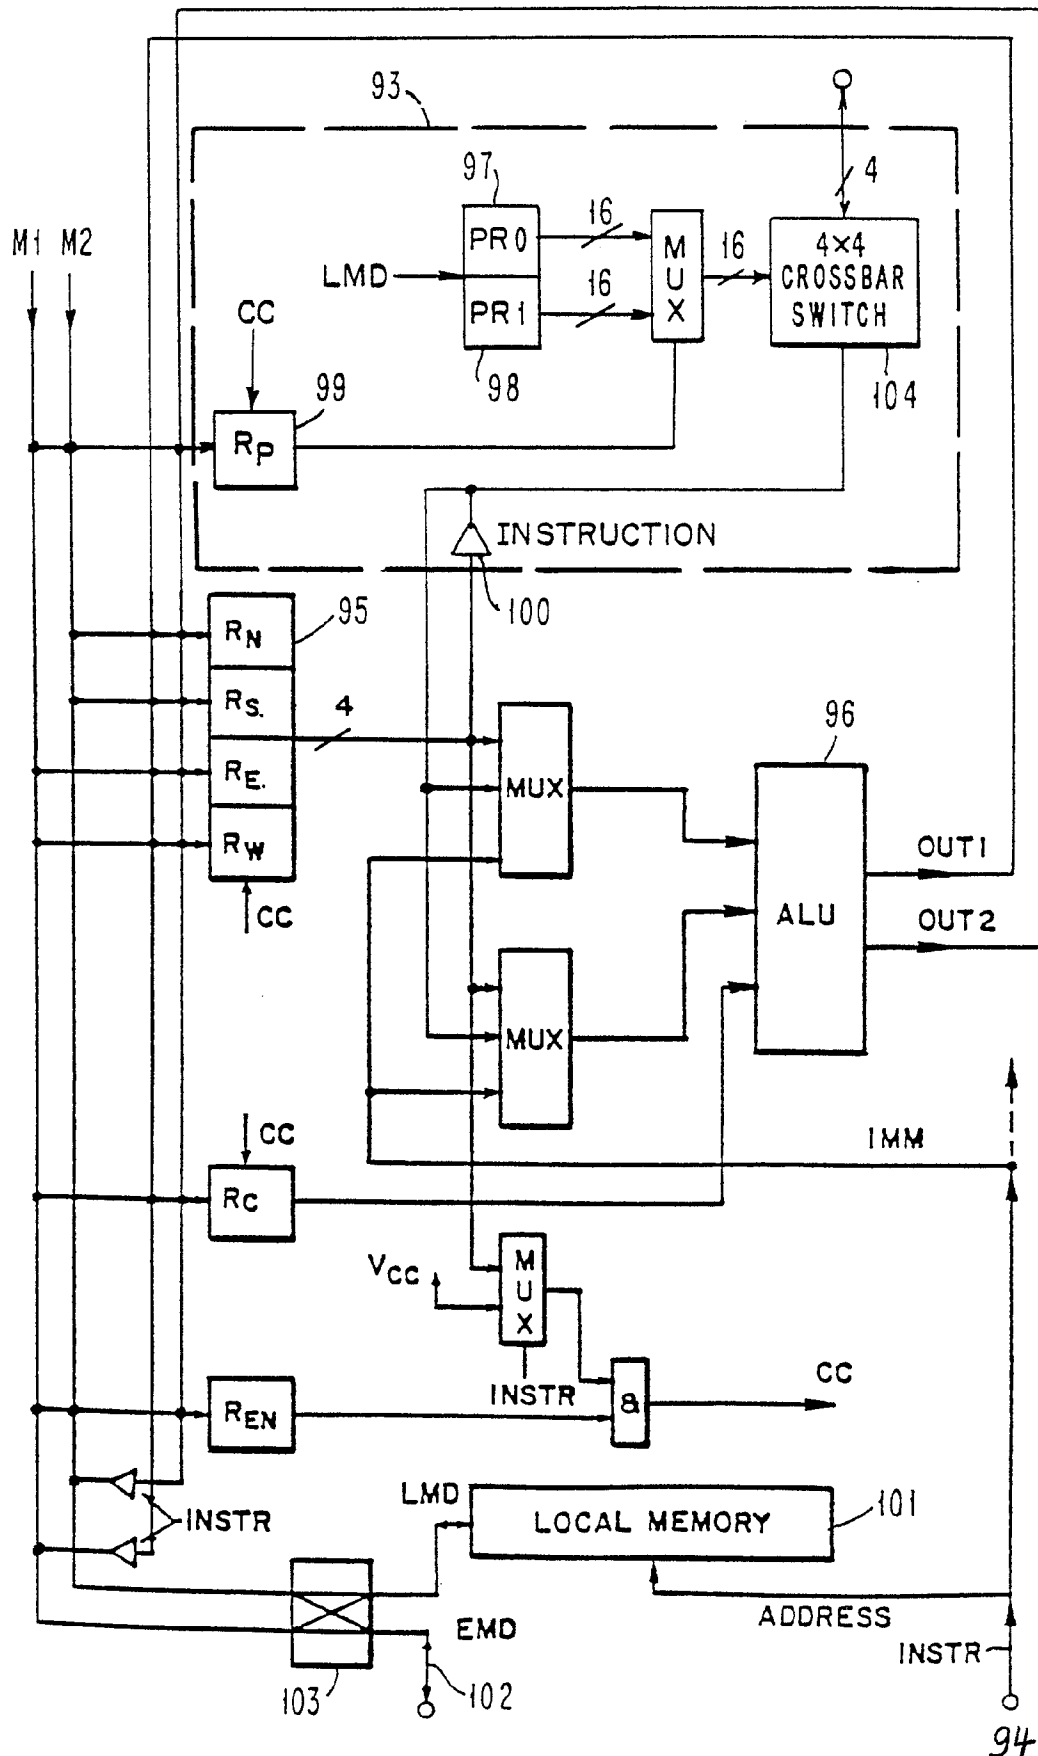 93
4
97
16
16
16
M1
M2
LMD
PR0
PR1
MUX
4×4
CROSSBAR
SWITCH
98
104
CC
99
RP
INSTRUCTION
100
95
RN
RS.
RE.
RW
4
CC
MUX
96
OUT1
ALU
OUT2
MUX
IMM
CC
RC
VCC
MUX
INSTR
CC
REN
&
LMD
LOCAL MEMORY
101
INSTR
ADDRESS
EMD
INSTR
103
102
94